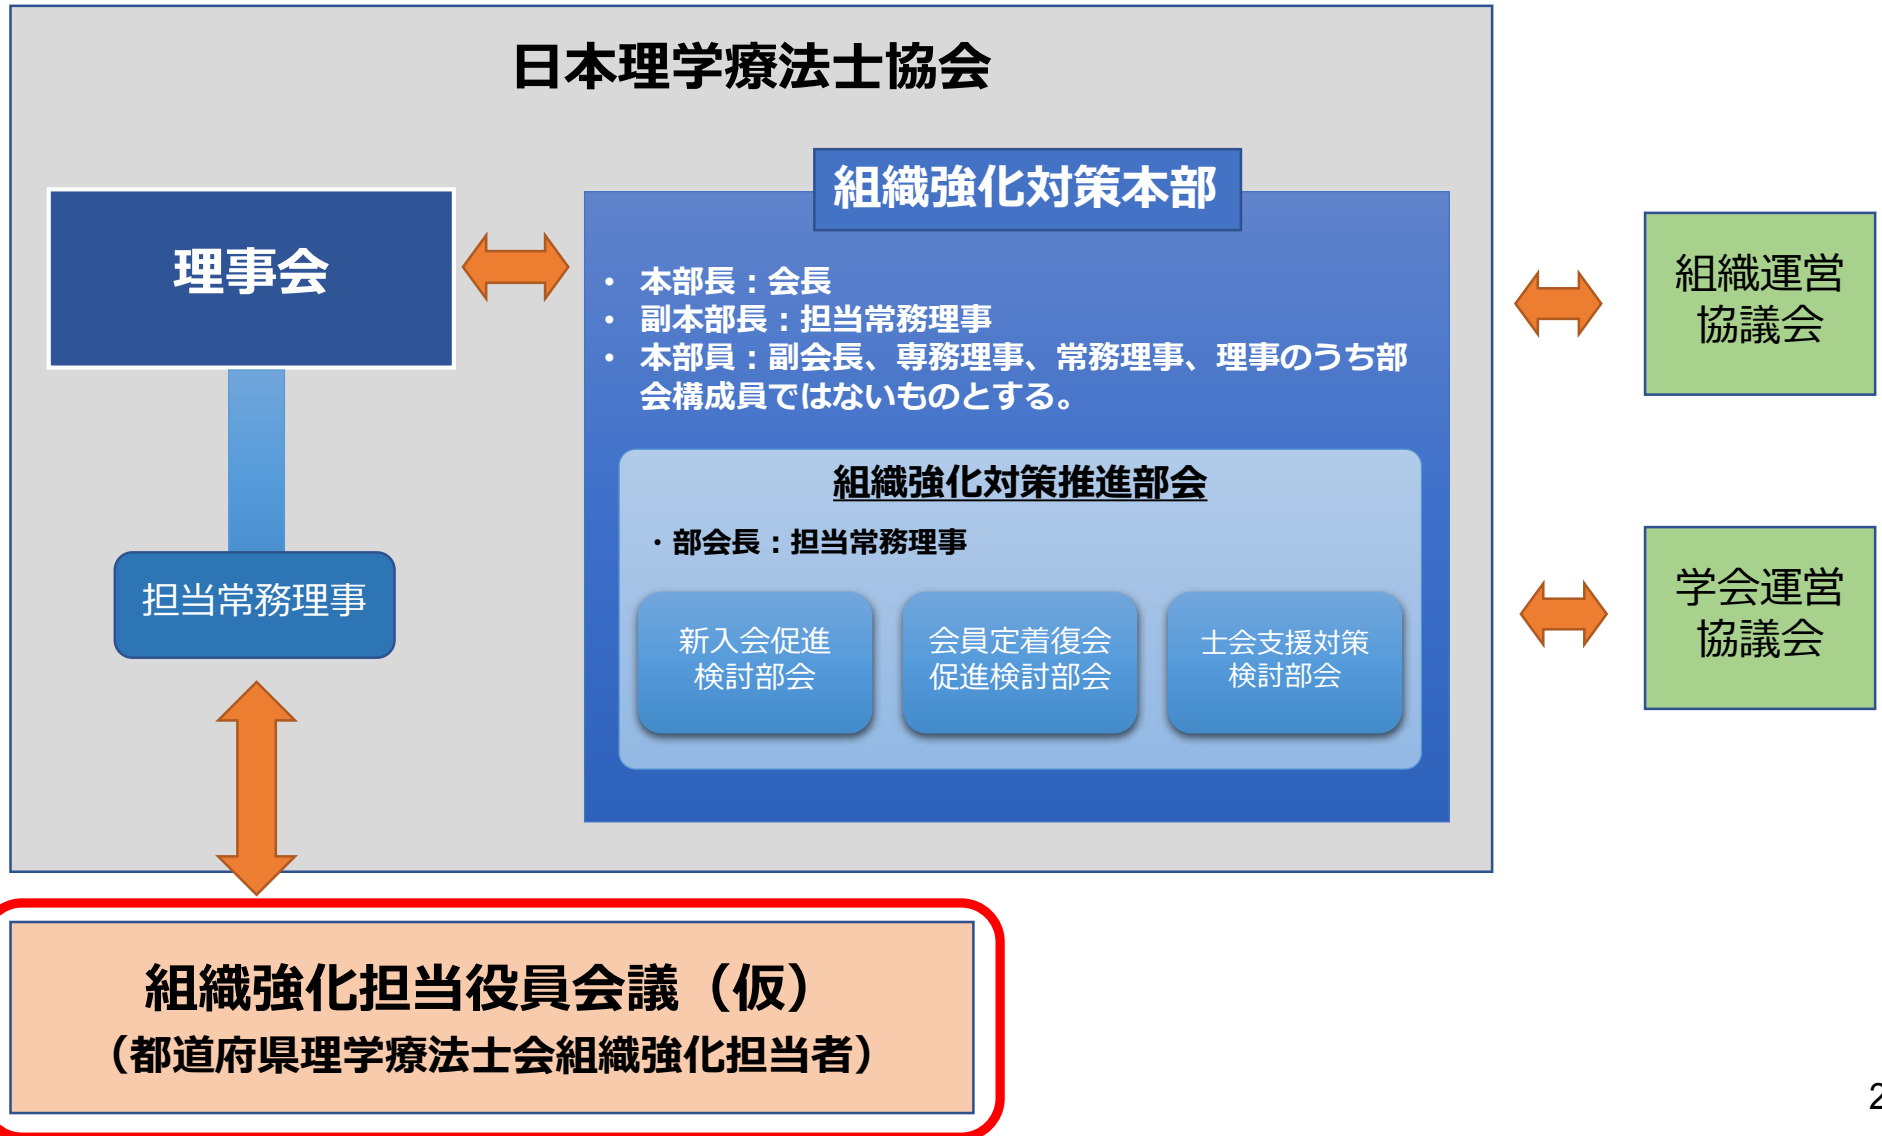 日本理学療法士協会
理事会
担当常務理事
組織強化対策本部
・ 本部長：会長
・ 副本部長：担当常務理事
・ 本部員：副会長、専務理事、常務理事、理事のうち部
会構成員ではないものとする。
組織強化対策推進部会
・部会長：担当常務理事
新入会促進
検討部会
会員定着復会
促進検討部会
士会支援対策
検討部会
組織運営
協議会
学会運営
協議会
組織強化担当役員会議（仮）
（都道府県理学療法士会組織強化担当者）
2